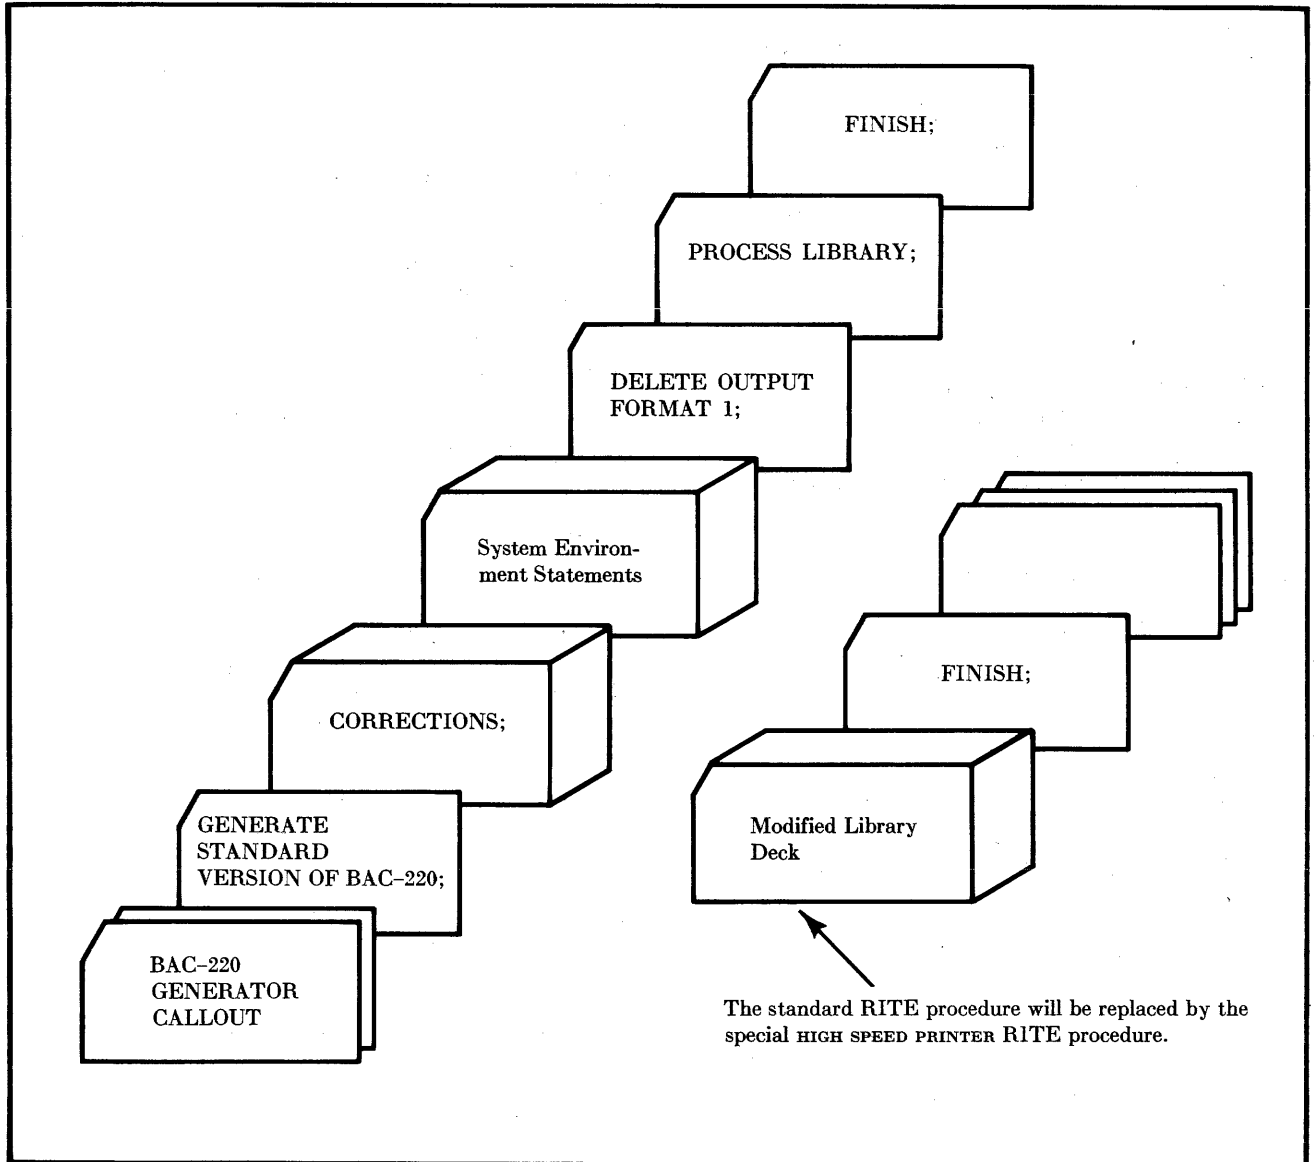 FINISH;
PROCESS LIBRARY;
DELETE OUTPUT
FORMAT 1;
System Environ-
ment Statements
CORRECTIONS;
GENERATE
STANDARD
VERSION OF BAC–220;
BAC–220
GENERATOR
CALLOUT
FINISH;
Modified Library
Deck
The standard RITE procedure will be replaced by the
special HIGH SPEED PRINTER RITE procedure.